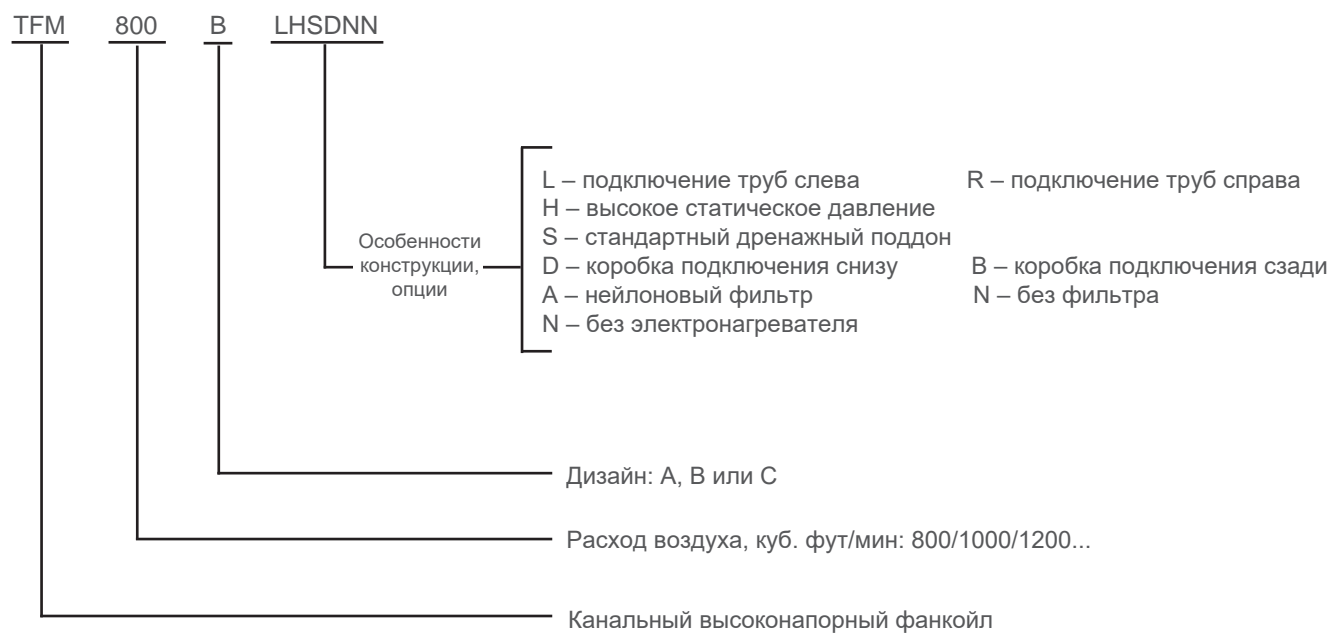 TFM 800 B LHSDNN
L – подключение труб слева R – подключение труб справа
H – высокое статическое давление
S – стандартный дренажный поддон
Особенности
конструкции,
опции
D – коробка подключения снизу B – коробка подключения сзади
A – нейлоновый фильтр N – без фильтра
N – без электронагревателя
Дизайн: A, B или C
Расход воздуха, куб. фут/мин: 800/1000/1200...
Канальный высоконапорный фанкойл